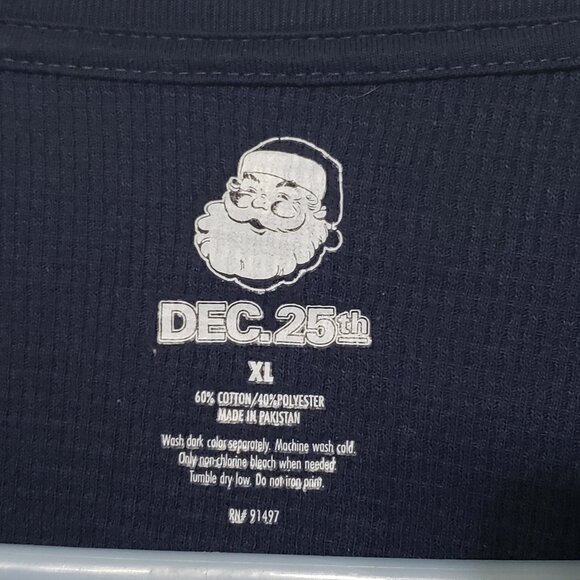 DEC.25th
XL
60% COTTON/40%POLYESTER
MADE IN PAKISTAN
Wash dark color separately. Machine wash cold.
Only non-chlorine bleach when needed.
Tumble dry low. Do not iron print.
RN# 91497